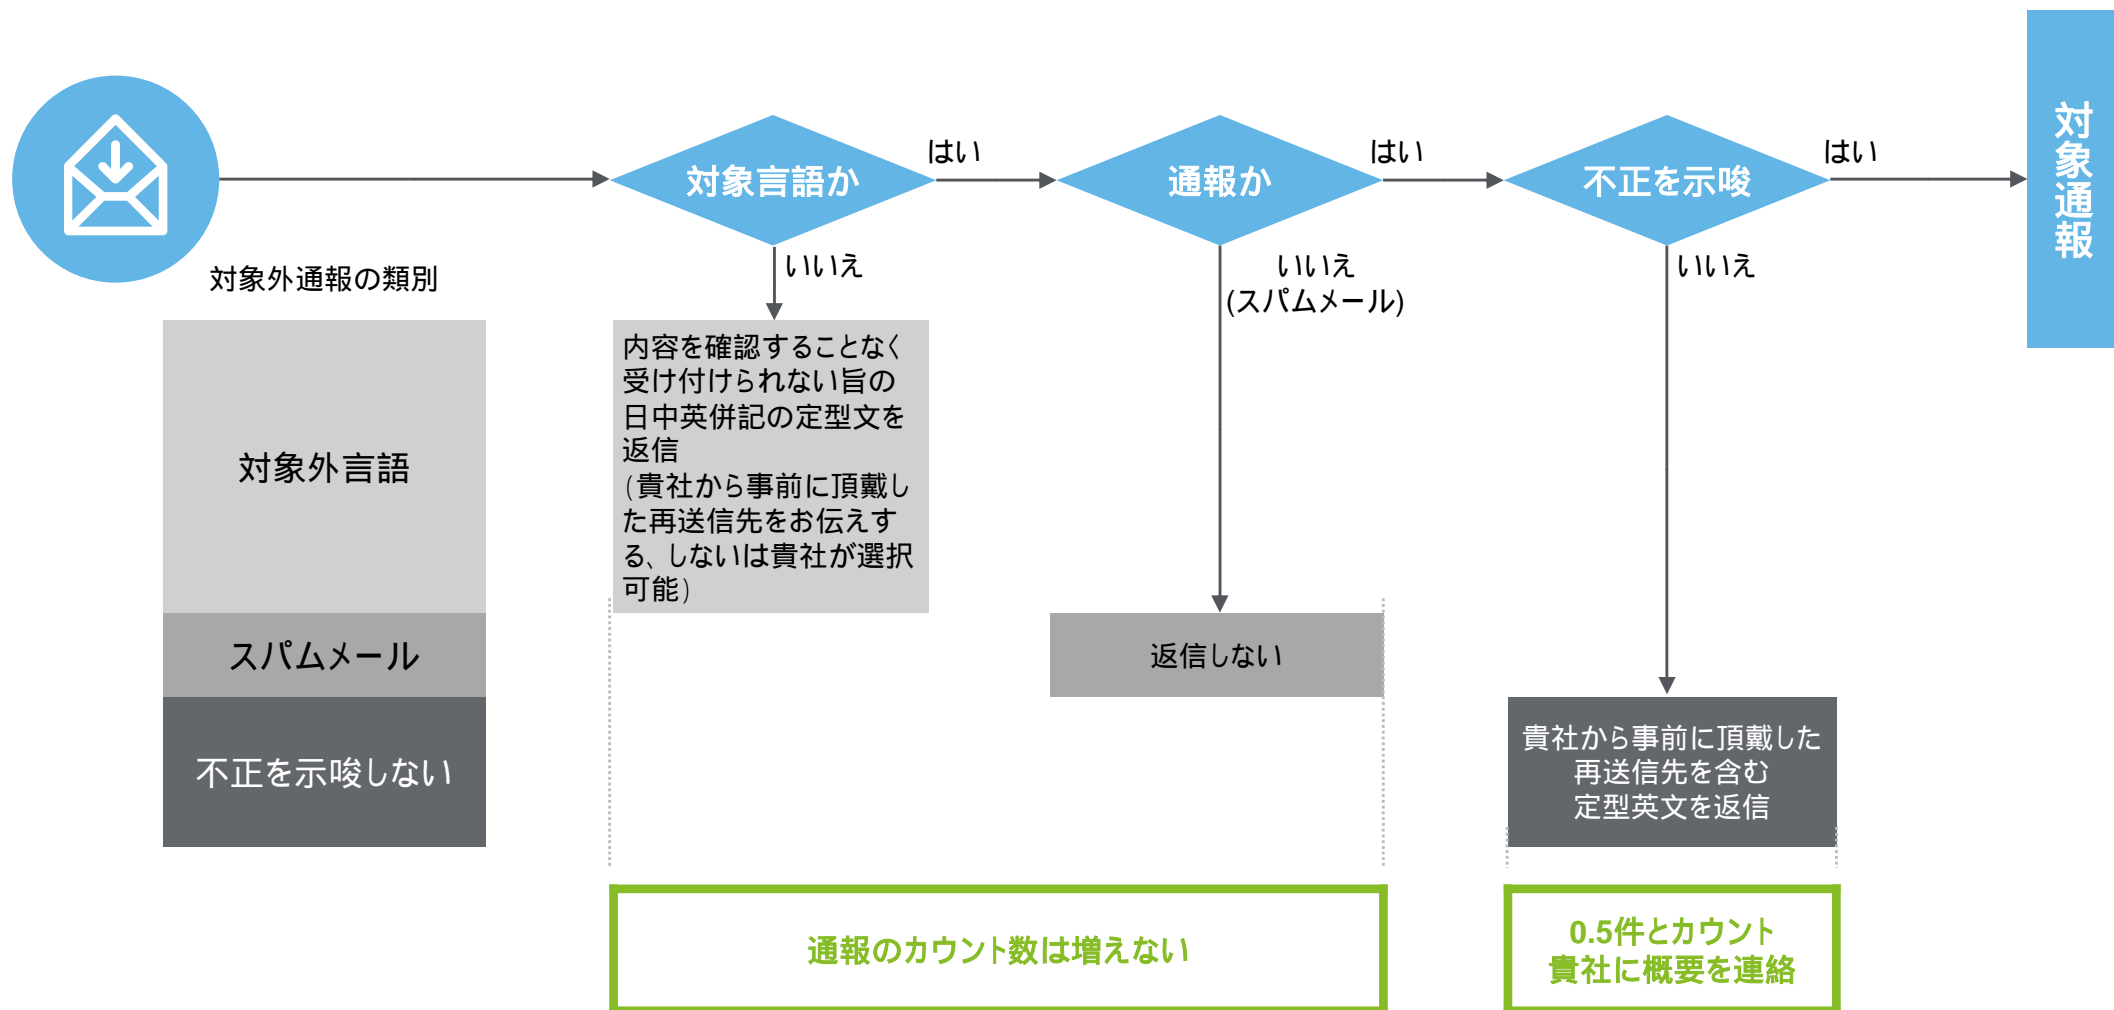 対象言語か
はい
通報か
はい
不正を示唆
はい
対象通報
いいえ
いいえ
(スパムメール)
いいえ
対象外通報の類別
対象外言語
スパムメール
不正を示唆しない
内容を確認することなく
受け付けられない旨の
日中英併記の定型文を
返信
(貴社から事前に頂戴し
た再送信先をお伝えす
る、しないは貴社が選択
可能)
返信しない
貴社から事前に頂戴した
再送信先を含む
定型英文を返信
通報のカウント数は増えない
0.5件とカウント
貴社に概要を連絡